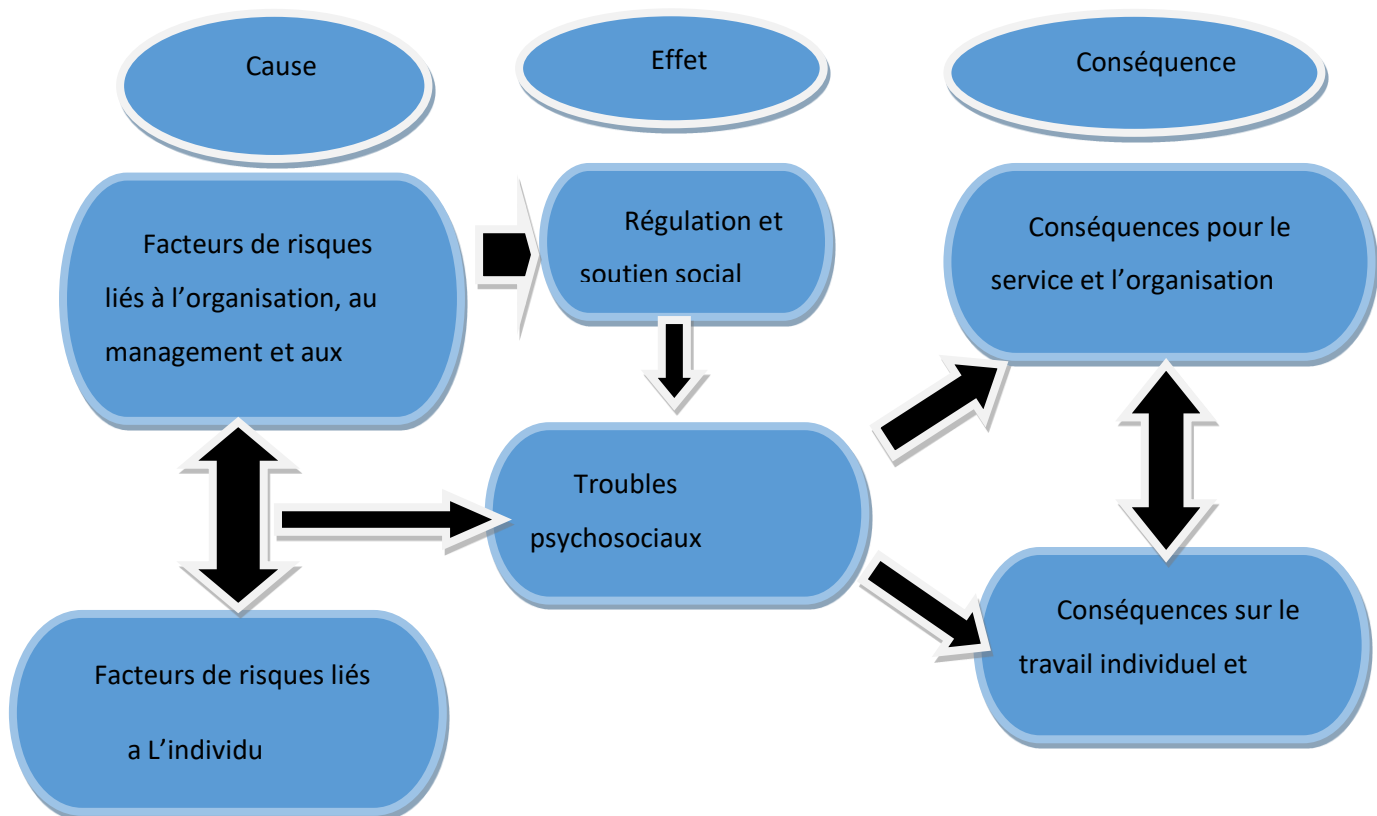 Cause
Effet
Conséquence
Facteurs de risques
liés à l’organisation, au
management et aux
Régulation et
soutien social
Conséquences pour le
service et l’organisation
Troubles
psychosociaux
Facteurs de risques liés
a L’individu
Conséquences sur le
travail individuel et